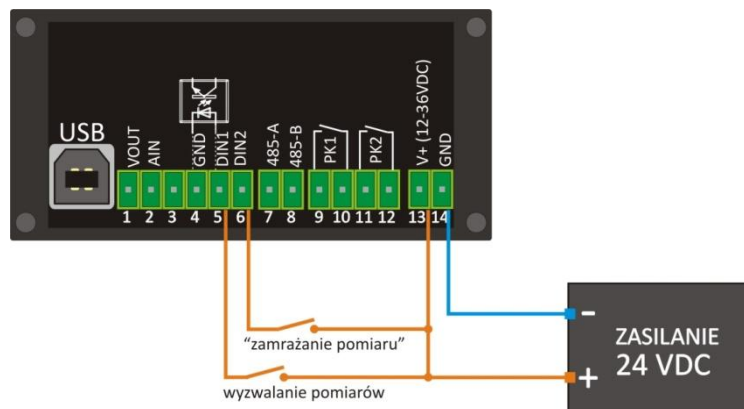 USB
VOUT
AIN
GND
DIN1
DIN2
485-A
485-B
PK1
PK2
V+ (12-36VDC)
GND
1 2 3 4 5 6 7 8 9 10 11 12 13 14
“zamrażanie pomiaru”
wyzwalanie pomiarów
-
+
ZASILANIE
24 VDC